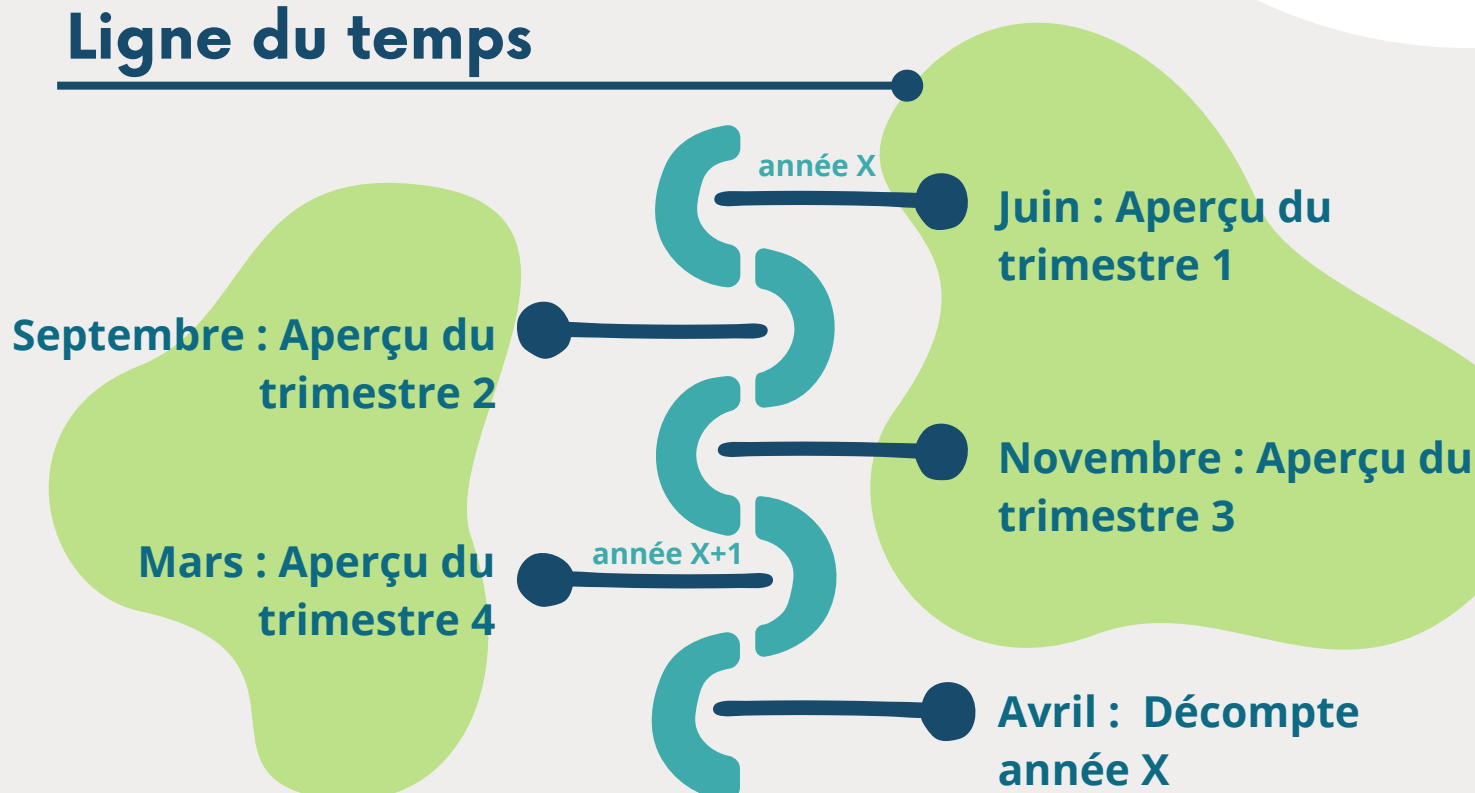 Ligne du temps
année X
Juin : Aperçu du
trimestre 1
Septembre : Aperçu du
trimestre 2
Novembre : Aperçu du
trimestre 3
année X+1
Mars : Aperçu du
trimestre 4
Avril : Décompte
année X